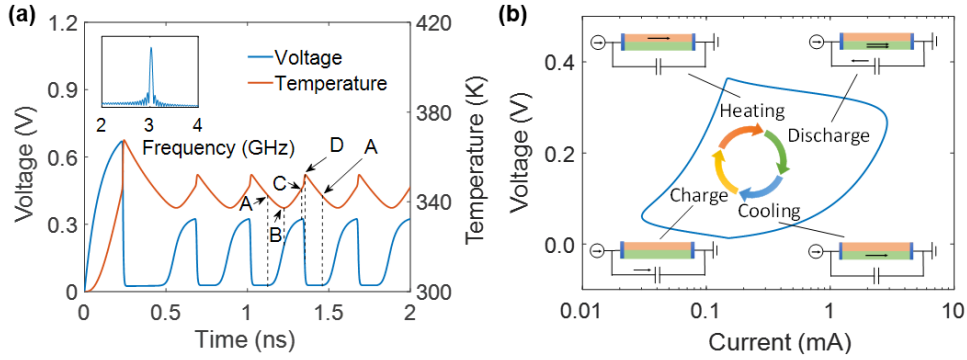 (a)
1.2
0.9
0.6
0.3
0
Voltage (V)
420
380
340
300
Temperature (K)
Voltage
Temperature
2 3 4
Frequency (GHz)
D
A
C
A
B
0 0.5 1 1.5 2
Time (ns)
(b)
0.4
0.2
0.0
Voltage (V)
Heating
Discharge
Charge
Cooling
0.01 0.1 1 10
Current (mA)